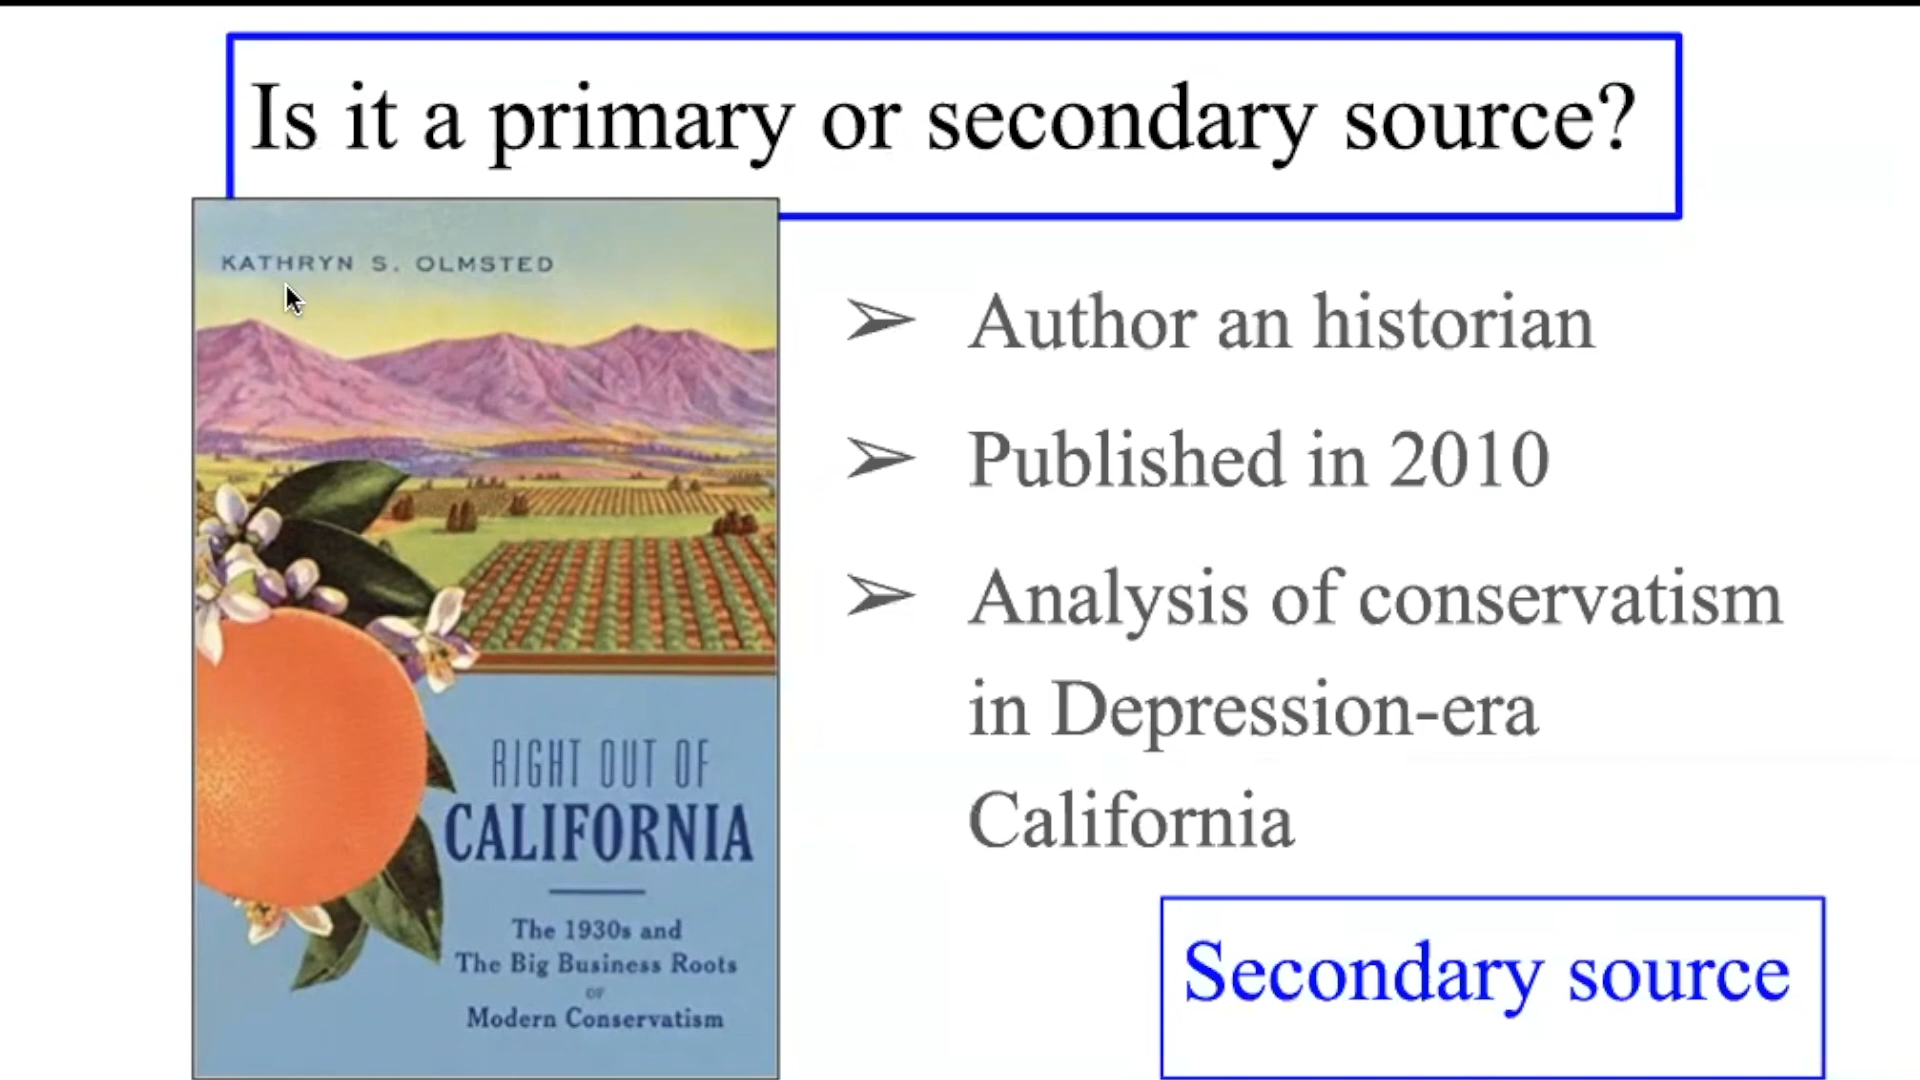 Is it a primary or secondary source?
KATHRYN S. OLMSTED
RIGHT OUT OF
CALIFORNIA
The 1930s and
The Big Business Roots
OF
Modern Conservatism
➢ Author an historian
➢ Published in 2010
➢ Analysis of conservatism
in Depression-era
California
Secondary source